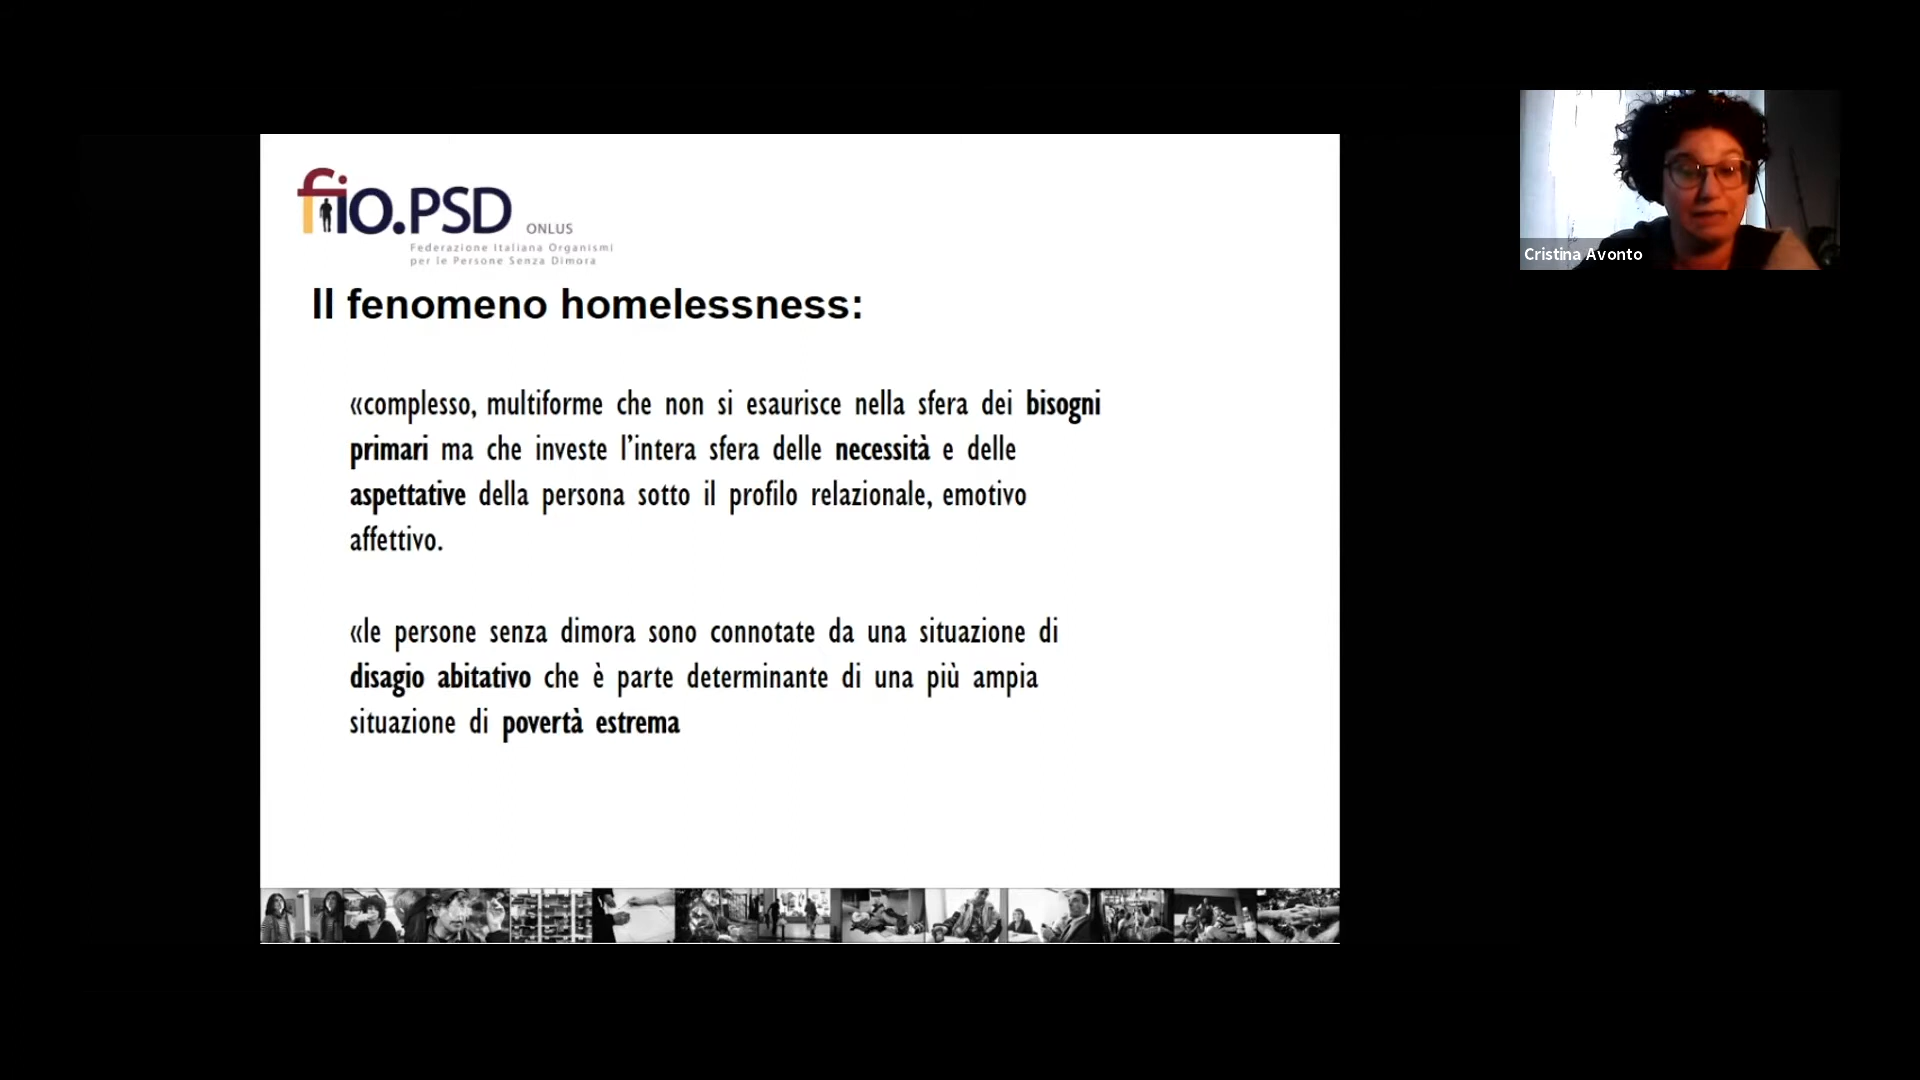 fio.PSD ONLUS
Federazione Italiana Organismi
per le Persone Senza Dimora
Il fenomeno homelessness:
«complesso, multiforme che non si esaurisce nella sfera dei bisogni
primari ma che investe l’intera sfera delle necessità e delle
aspettative della persona sotto il profilo relazionale, emotivo
affettivo.
«le persone senza dimora sono connotate da una situazione di
disagio abitativo che è parte determinante di una più ampia
situazione di povertà estrema
Cristina Avonto